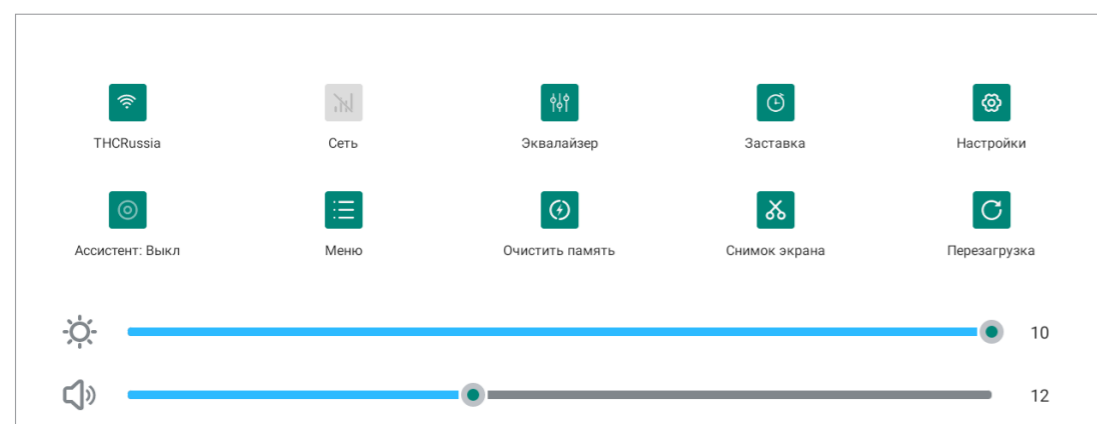 THCRussia
Сеть
Эквалайзер
Заставка
Настройки
Ассистент: Выкл
Меню
Очистить память
Снимок экрана
Перезагрузка
10
12